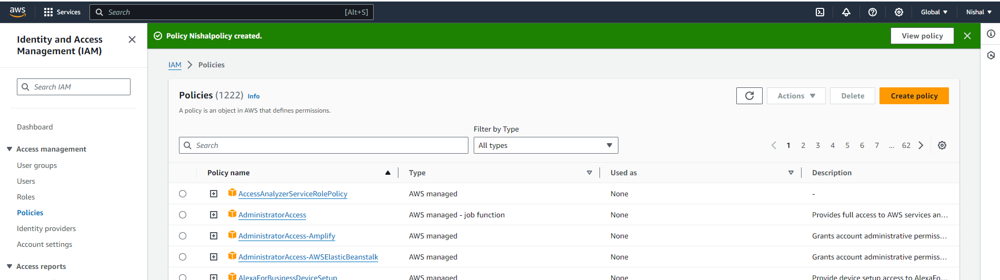 aws Services Search [Alt+S] Global Nishal
Identity and Access Management (IAM)
Search IAM
Dashboard
Access management
User groups
Users
Roles
Policies
Identity providers
Account settings
Access reports
Policy Nishalpolicy created. View policy
IAM > Policies
Policies (1222) Info
Actions Delete Create policy
A policy is an object in AWS that defines permissions.
Filter by Type
Search All types 1 2 3 4 5 6 7 ... 62
Policy name Type Used as Description
AccessAnalyzerServiceRolePolicy AWS managed None -
AdministratorAccess AWS managed - job function None Provides full access to AWS services an...
AdministratorAccess-Amplify AWS managed None Grants account administrative permiss...
AdministratorAccess-AWSElasticBeanstalk AWS managed None Grants account administrative permiss...
AlexaForBusinessDeviceSetup AWS managed None Provide device setup access to AlexaFo...